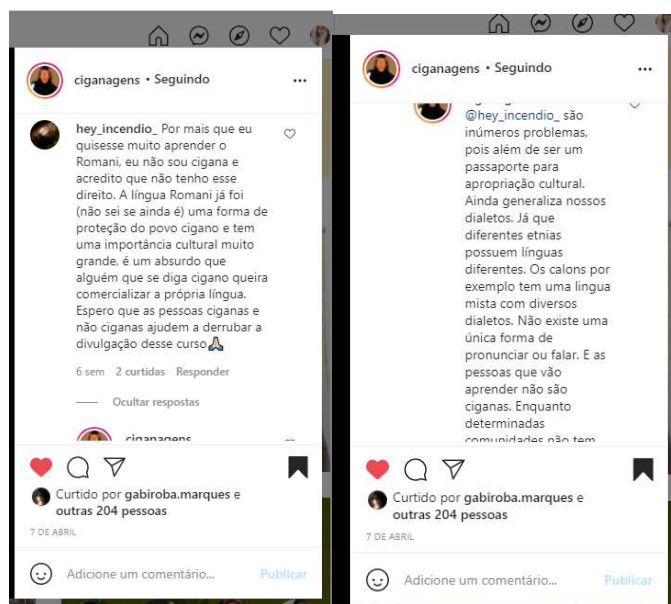 ciganagens • Seguindo
hey_incendio_ Por mais que eu
quisesse muito aprender o
Romani, eu não sou cigana e
acredito que não tenho esse
direito. A língua Romani já foi
(não sei se ainda é) uma forma de
proteção do povo cigano e tem
uma importância cultural muito
grande, é um absurdo que
alguém que se diga cigano queira
comercializar a própria língua.
Espero que as pessoas ciganas e
não ciganas ajudem a derrubar a
divulgação desse curso🙏🏻
6 sem 2 curtidas Responder
Ocultar respostas
ciganagens
Curtido por gabiroba.marques e
outras 204 pessoas
7 DE ABRIL
Adicione um comentário... Publicar
ciganagens • Seguindo
@hey_incendio_ são
inúmeros problemas,
pois além de ser um
passaporte para
apropriação cultural.
Ainda generaliza nossos
dialetos. Já que
diferentes etnias
possuem línguas
diferentes. Os calons por
exemplo tem uma lingua
mista com diversos
dialetos. Não existe uma
única forma de
pronunciar ou falar. E as
pessoas que vão
aprender não são
ciganas. Enquanto
determinadas
comunidades não tem
Curtido por gabiroba.marques e
outras 204 pessoas
7 DE ABRIL
Adicione um comentário... Publicar